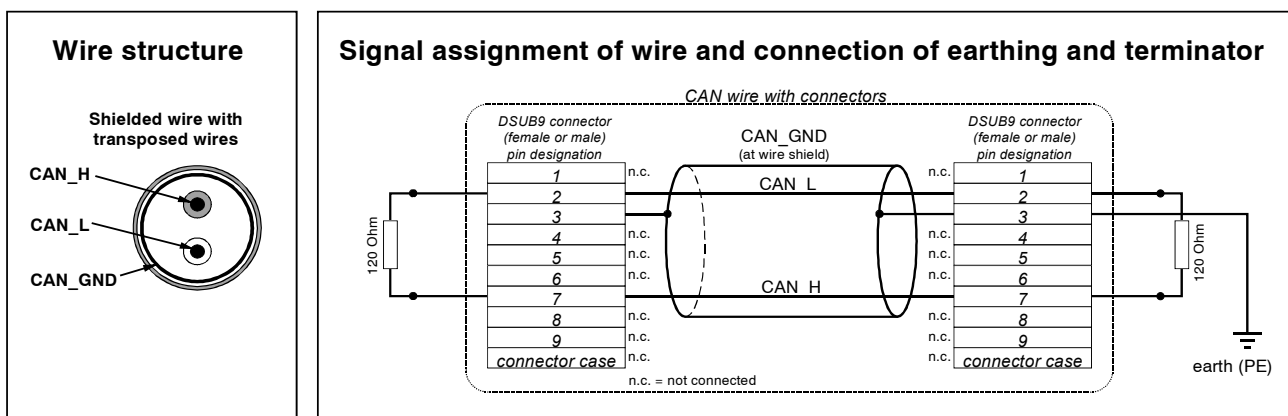 Wire structure
Shielded wire with
transposed wires
CAN_H
CAN_L
CAN_GND
Signal assignment of wire and connection of earthing and terminator
CAN wire with connectors
DSUB9 connector
(female or male)
pin designation
CAN_GND
(at wire shield)
DSUB9 connector
(female or male)
pin designation
1 n.c. n.c. 1
2 CAN_L 2
3 3
4 n.c. n.c. 4
5 n.c. n.c. 5
6 n.c. n.c. 6
7 CAN_H 7
8 n.c. n.c. 8
9 n.c. n.c. 9
connector case n.c. n.c. connector case
n.c. = not connected
120 Ohm
120 Ohm
earth (PE)